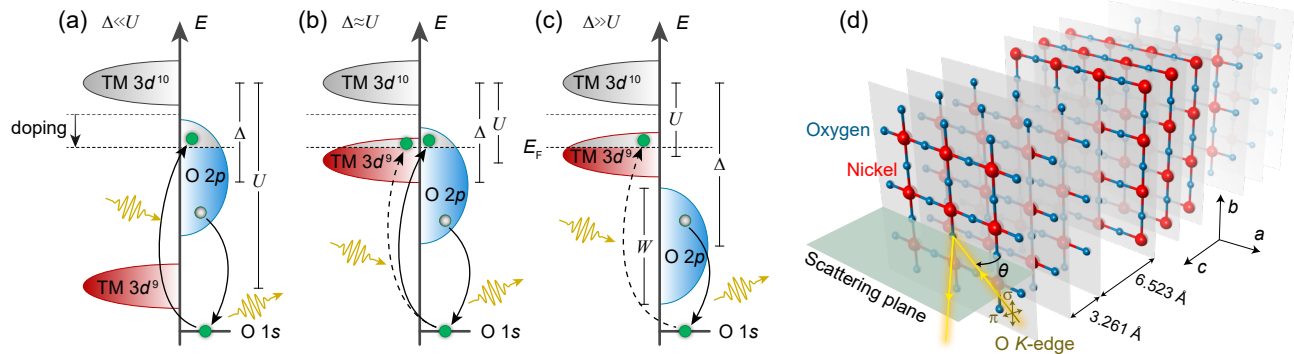 (a)
Δ≪U
E
TM 3d¹⁰
doping
Δ
U
O 2p
TM 3d⁹
O 1s
(b)
Δ≈U
E
TM 3d¹⁰
U
Δ
TM 3d⁹
O 2p
O 1s
(c)
Δ≫U
E
TM 3d¹⁰
U
E_F
TM 3d⁹
Δ
W
O 2p
O 1s
(d)
Oxygen
Nickel
b
a
c
θ
Scattering plane
6.523 Å
3.261 Å
σ
π
O K-edge